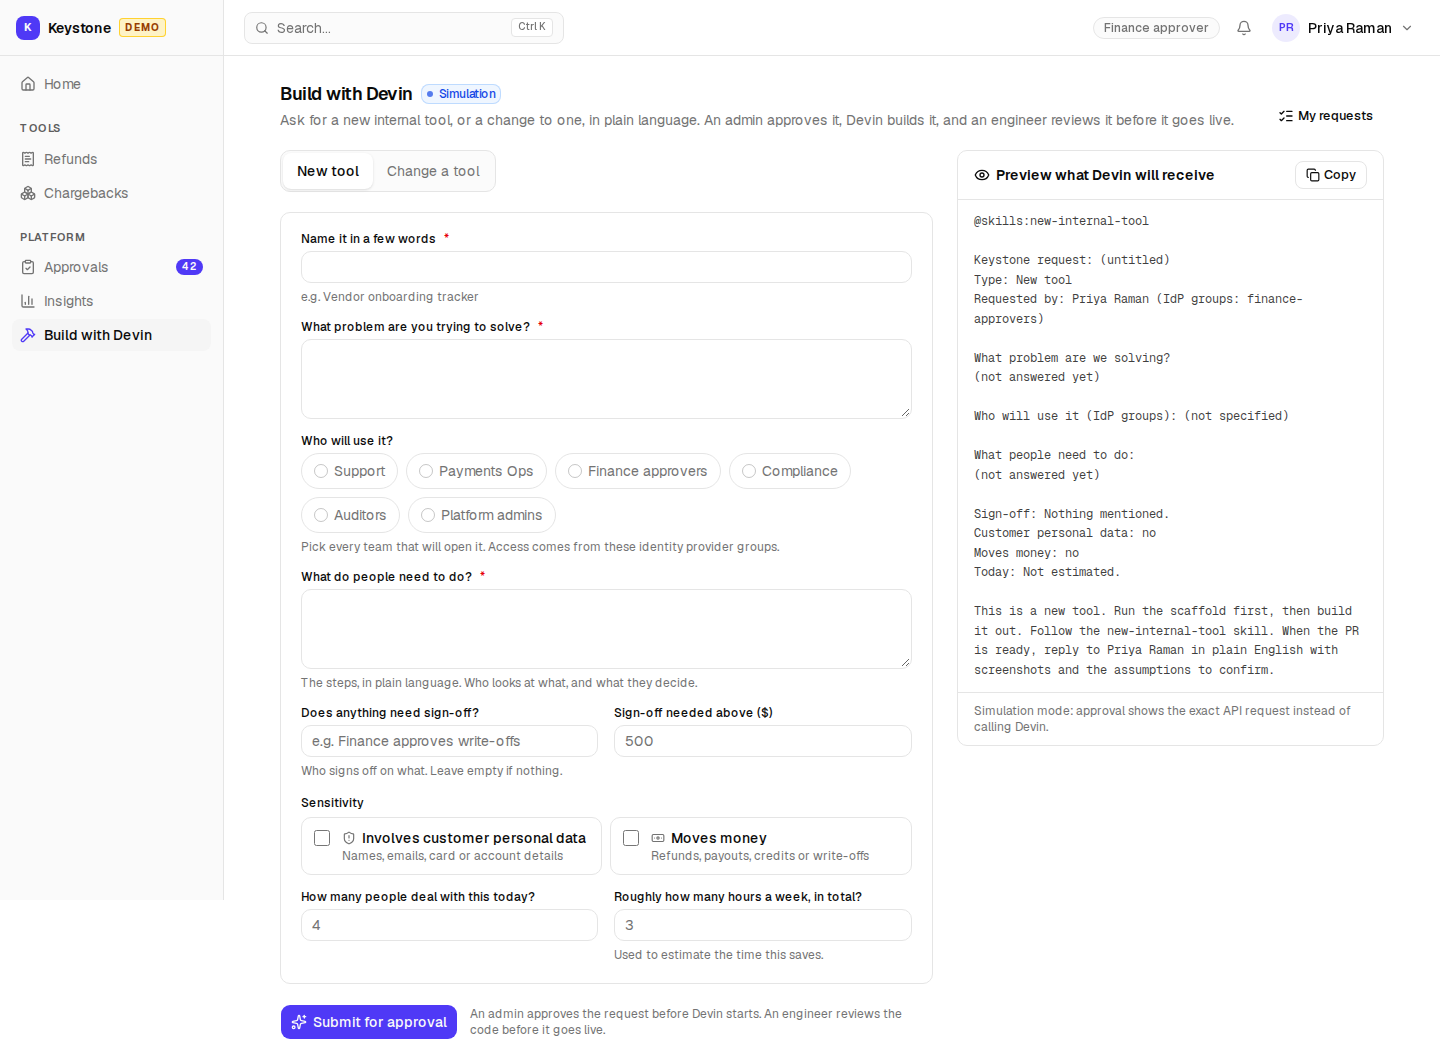 K Keystone DEMO
Search... Ctrl K
Finance approver
PR Priya Raman
Home
TOOLS
Refunds
Chargebacks
PLATFORM
Approvals 42
Insights
Build with Devin
Build with Devin Simulation
Ask for a new internal tool, or a change to one, in plain language. An admin approves it, Devin builds it, and an engineer reviews it before it goes live.
My requests
New tool Change a tool
Name it in a few words *
e.g. Vendor onboarding tracker
What problem are you trying to solve? *
Who will use it?
Support Payments Ops Finance approvers Compliance
Auditors Platform admins
Pick every team that will open it. Access comes from these identity provider groups.
What do people need to do? *
The steps, in plain language. Who looks at what, and what they decide.
Does anything need sign-off? Sign-off needed above ($)
e.g. Finance approves write-offs 500
Who signs off on what. Leave empty if nothing.
Sensitivity
Involves customer personal data Moves money
Names, emails, card or account details Refunds, payouts, credits or write-offs
How many people deal with this today? Roughly how many hours a week, in total?
4 3
Used to estimate the time this saves.
Submit for approval
An admin approves the request before Devin starts. An engineer reviews the
code before it goes live.
Preview what Devin will receive Copy
@skills:new-internal-tool
Keystone request: (untitled)
Type: New tool
Requested by: Priya Raman (IdP groups: finance-
approvers)
What problem are we solving?
(not answered yet)
Who will use it (IdP groups): (not specified)
What people need to do:
(not answered yet)
Sign-off: Nothing mentioned.
Customer personal data: no
Moves money: no
Today: Not estimated.
This is a new tool. Run the scaffold first, then build
it out. Follow the new-internal-tool skill. When the PR
is ready, reply to Priya Raman in plain English with
screenshots and the assumptions to confirm.
Simulation mode: approval shows the exact API request instead of
calling Devin.